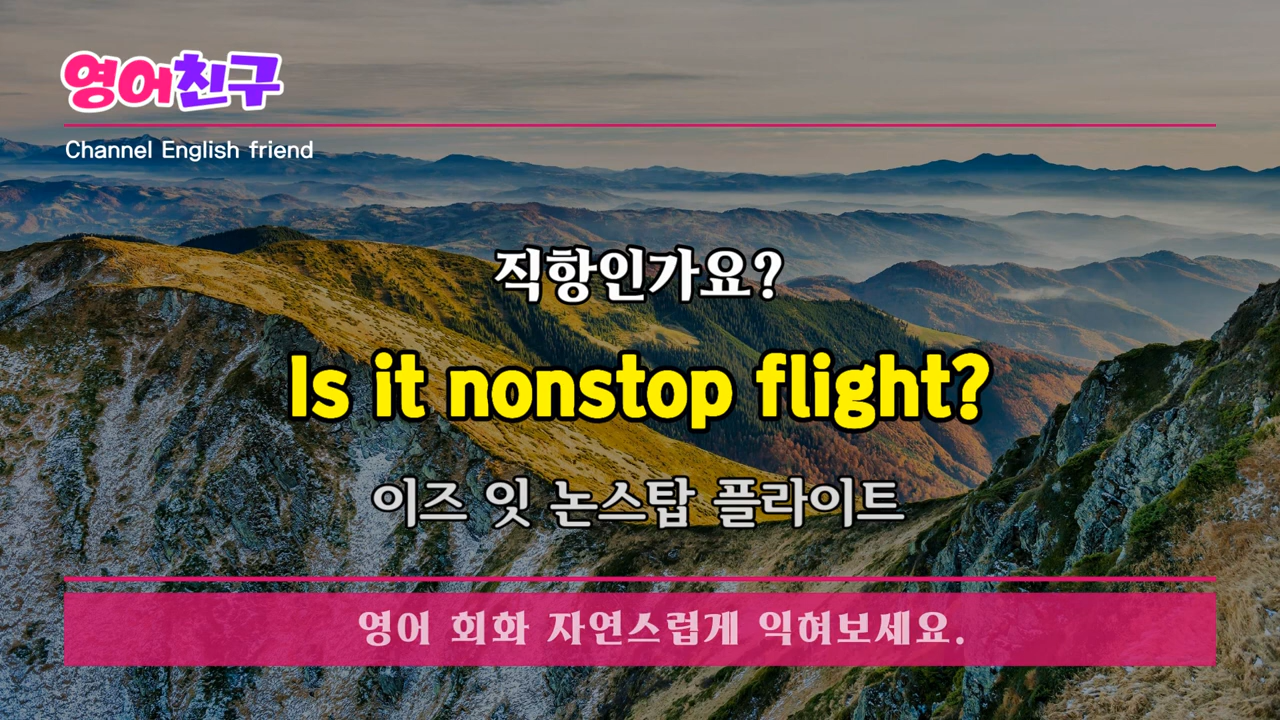 영어친구
Channel English friend
직항인가요?
Is it nonstop flight?
이즈 잇 논스탑 플라이트
영어 회화 자연스럽게 익혀보세요.